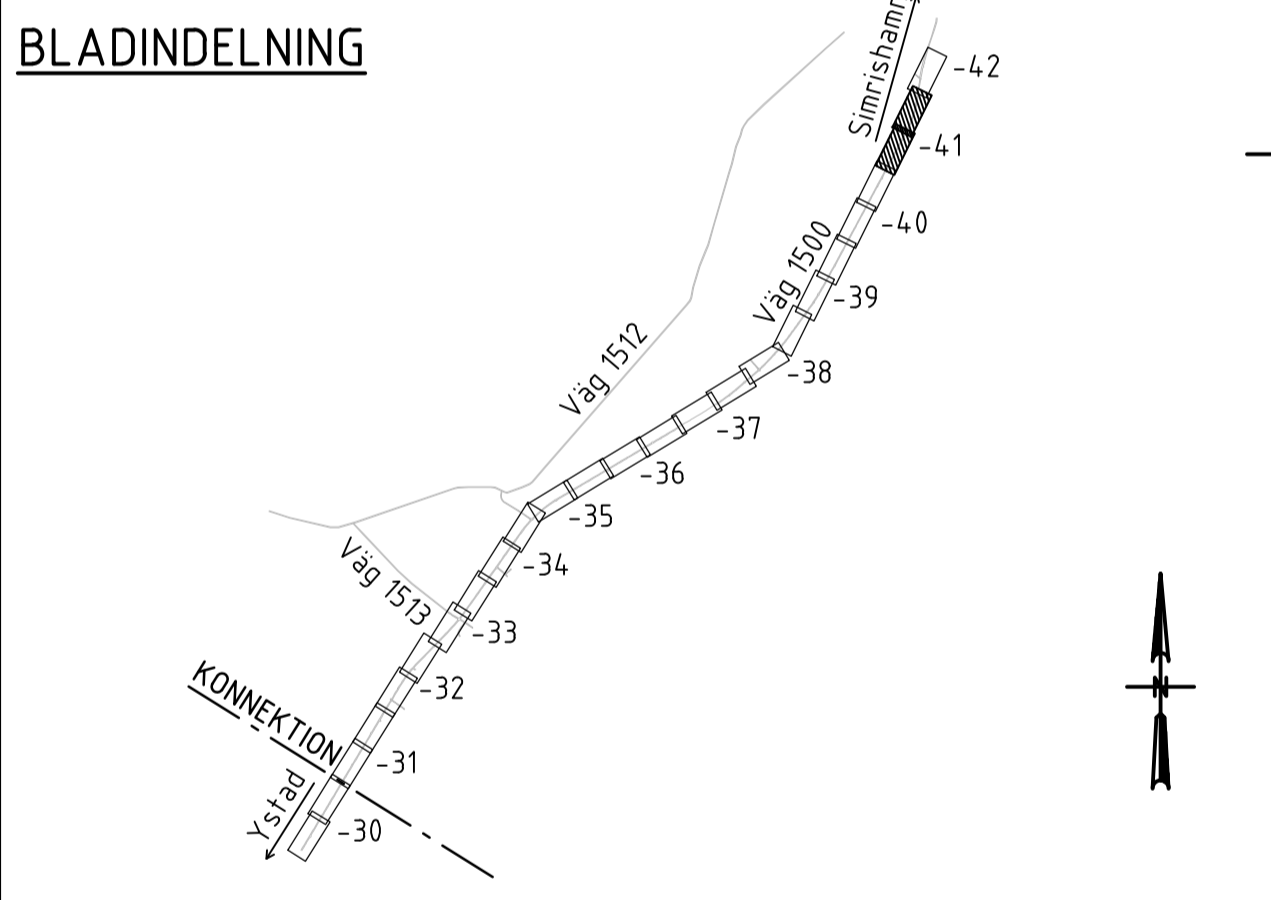 BLADINDELNING
Simrishamn
-42
-41
-40
Väg 1500
-39
Väg 1512
-38
-37
-36
-35
-34
Väg 1513
-33
-32
KONNEKTION
-31
Ystad
-30
N